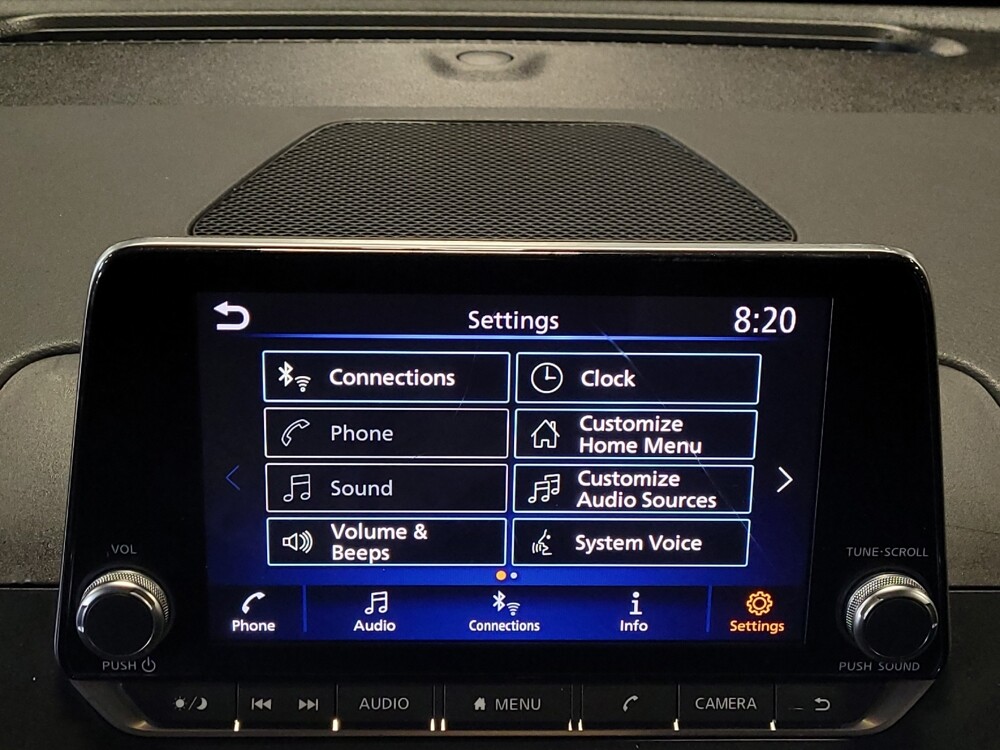 Settings
8:20
Connections
Clock
Phone
Customize
Home Menu
Sound
Customize
Audio Sources
Volume &
Beeps
System Voice
Phone
Audio
Connections
Info
Settings
VOL
PUSH
TUNE·SCROLL
PUSH SOUND
AUDIO
MENU
CAMERA